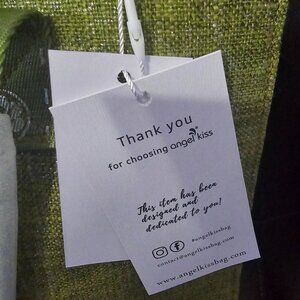 Thank you
for choosing angel kiss
This item has been
designed and
dedicated to you!
#angelkissbag
contact@angelkissbag.com
www.angelkissbag.com